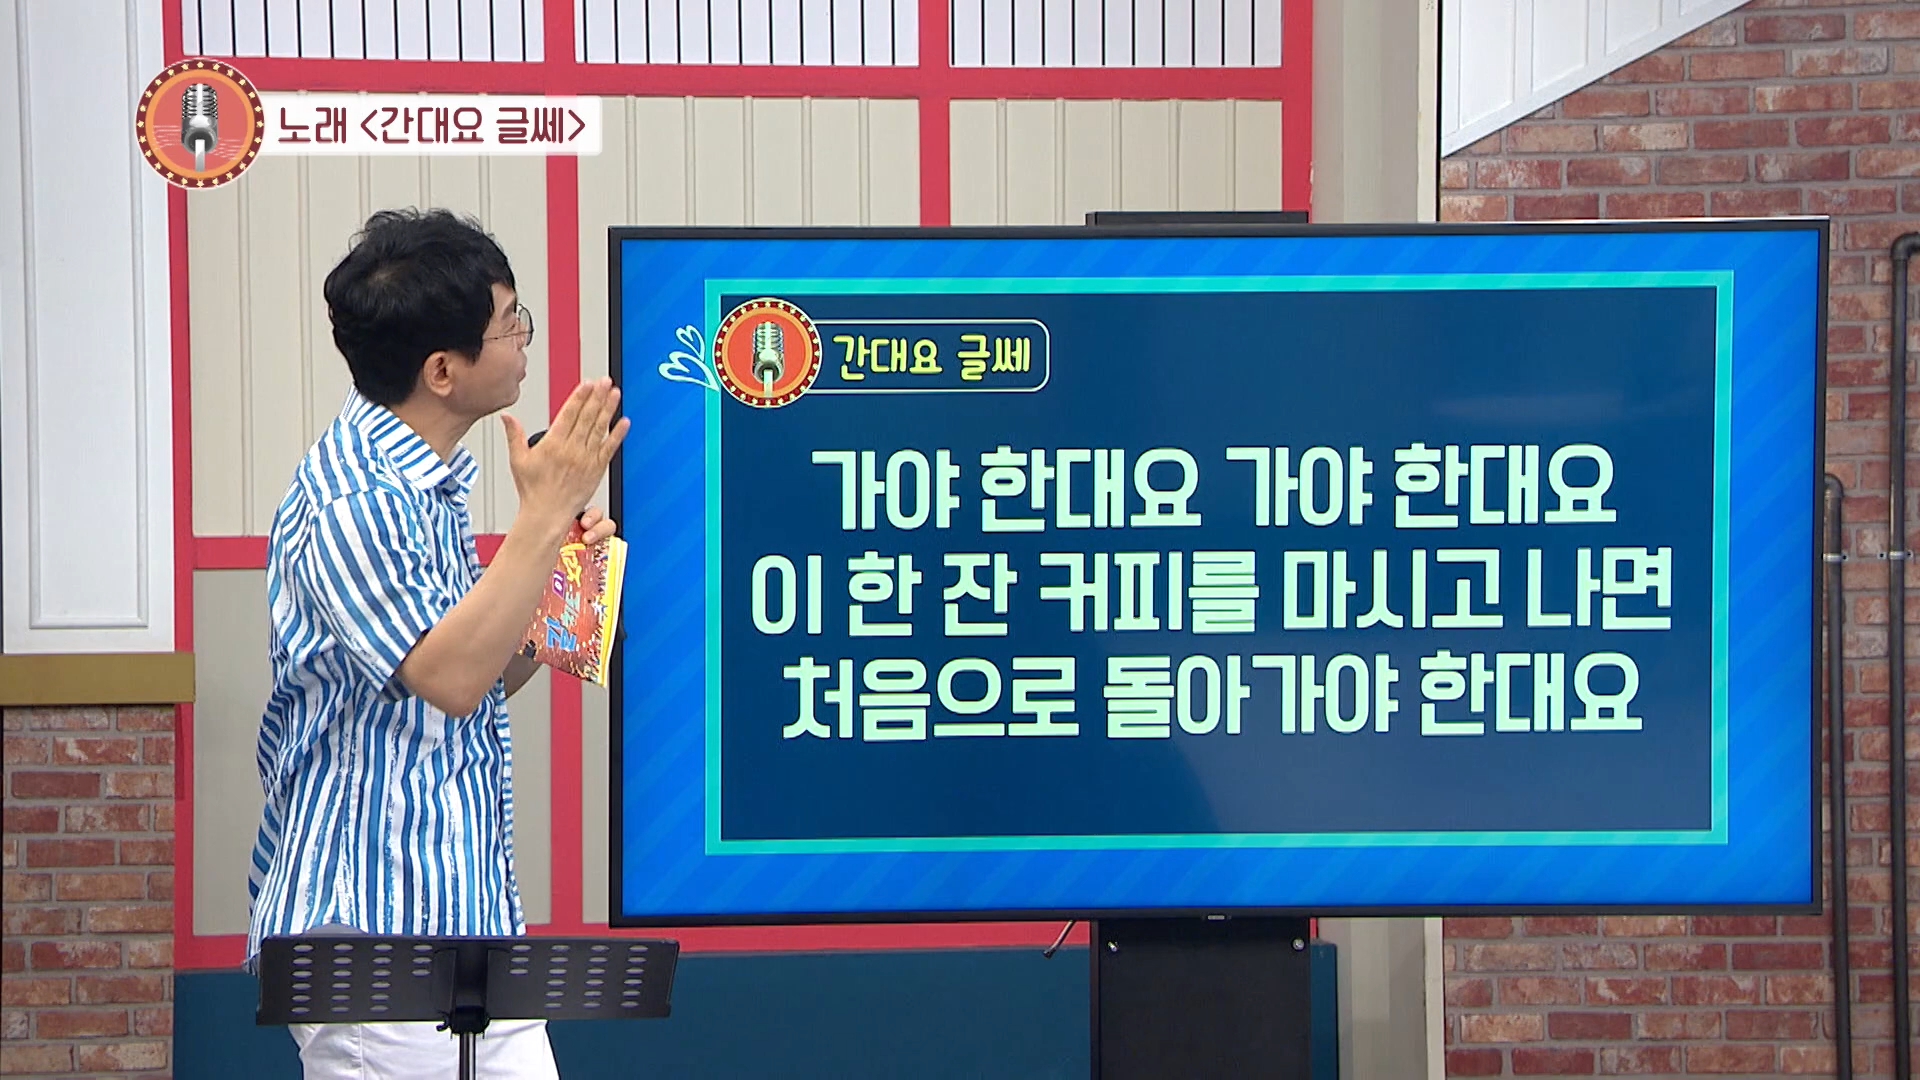 노래 <간대요 글쎄>
간대요 글쎄
가야 한대요 가야 한대요
이 한 잔 커피를 마시고 나면
처음으로 돌아가야 한대요